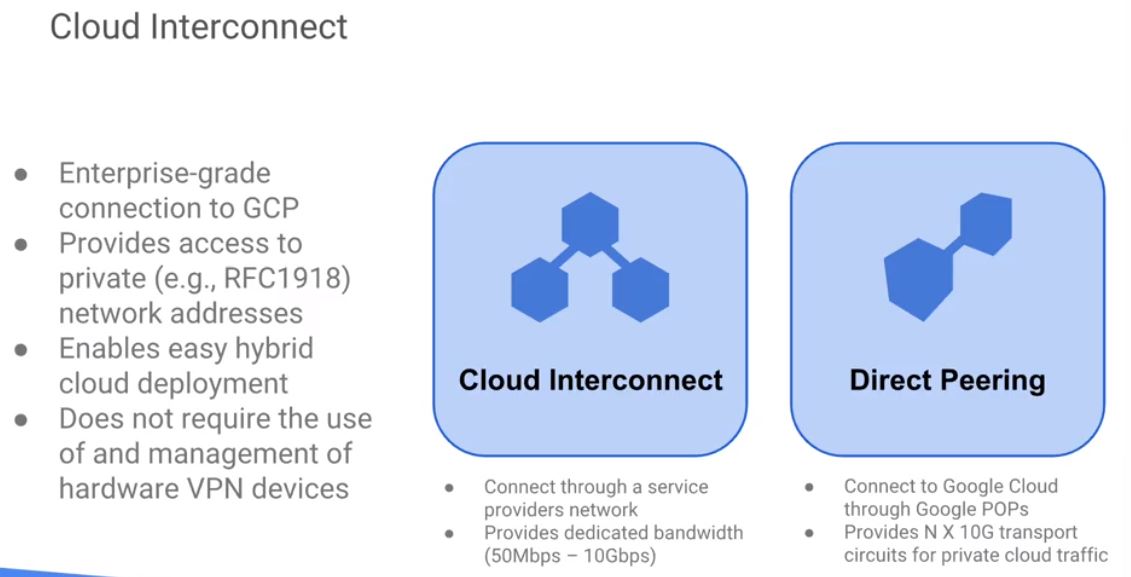 Cloud Interconnect
● Enterprise-grade
connection to GCP
● Provides access to
private (e.g., RFC1918)
network addresses
● Enables easy hybrid
cloud deployment
● Does not require the use
of and management of
hardware VPN devices
Cloud Interconnect
● Connect through a service
providers network
● Provides dedicated bandwidth
(50Mbps – 10Gbps)
Direct Peering
● Connect to Google Cloud
through Google POPs
● Provides N X 10G transport
circuits for private cloud traffic